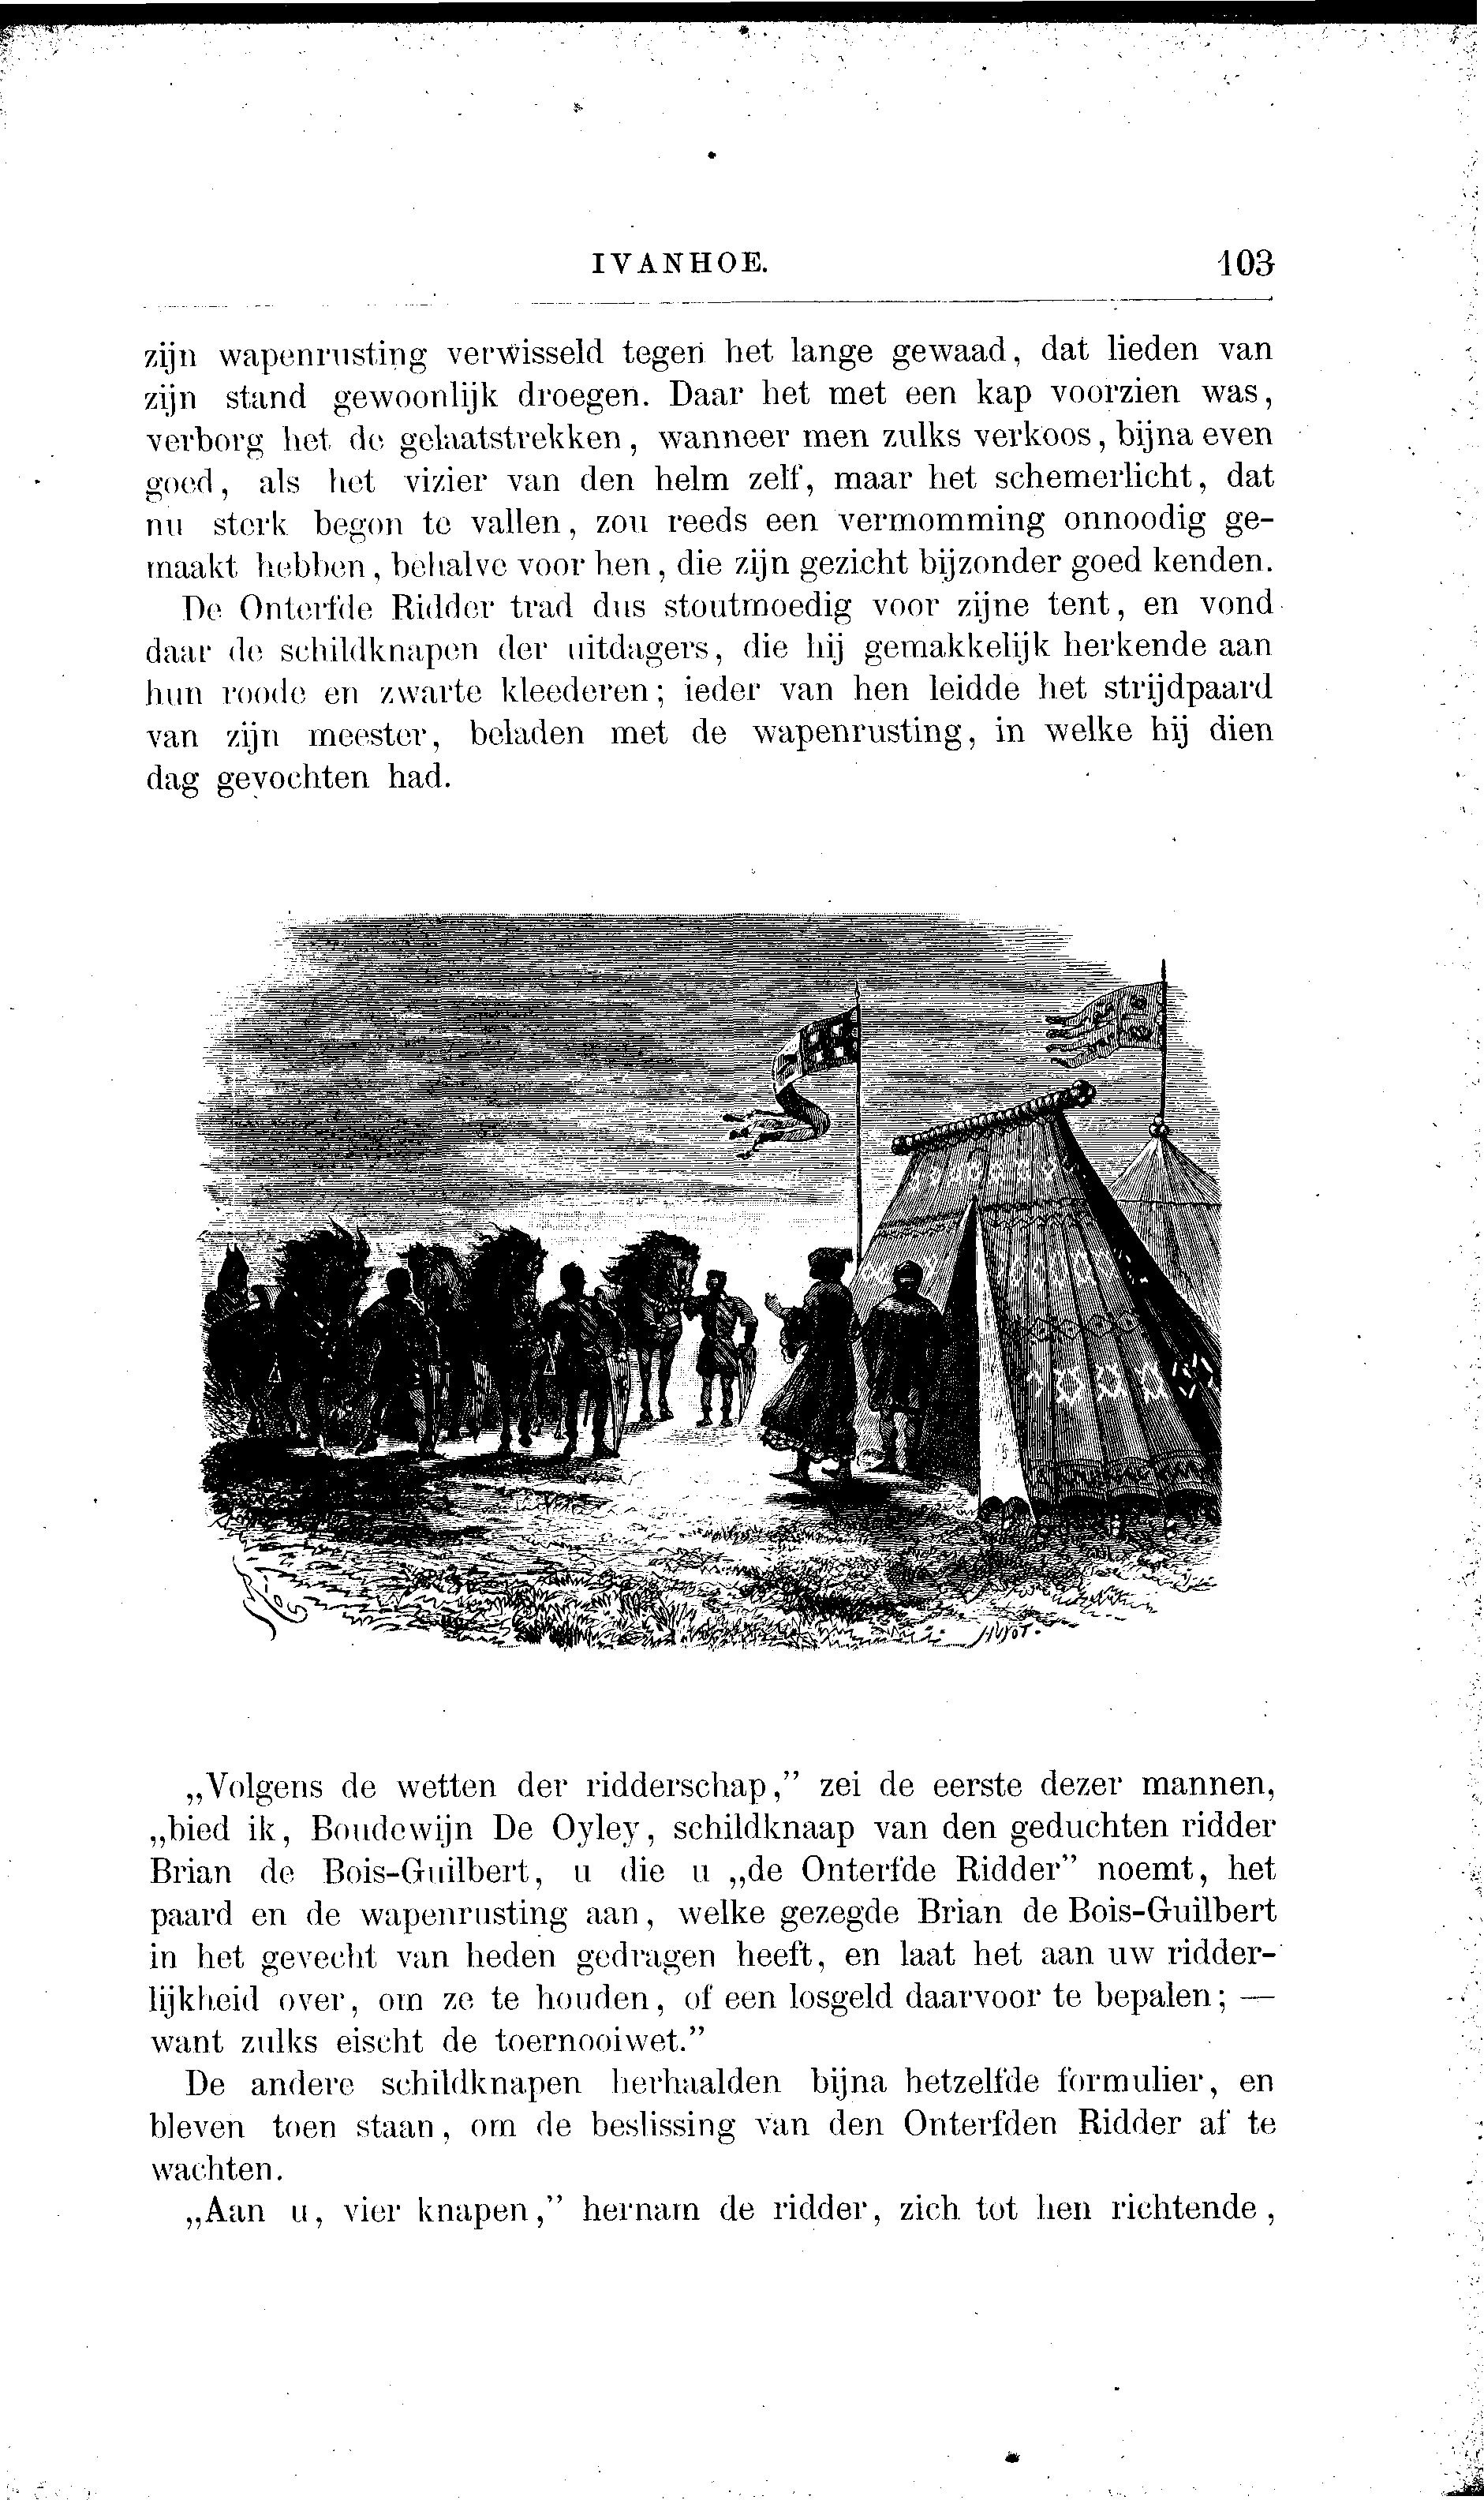 IVANHOE. 103
zijn wapenrusting verwisseld tegen het lange gewaad, dat lieden van
zijn stand gewoonlijk droegen. Daar het met een kap voorzien was,
verborg het de gelaatstrekken, wanneer men zulks verkoos, bijna even
goed, als het vizier van den helm zelf, maar het schemerlicht, dat
nu sterk begon te vallen, zou reeds een vermomming onnoodig ge-
maakt hebben, behalve voor hen, die zijn gezicht bijzonder goed kenden.
De Onterfde Ridder trad dus stoutmoedig voor zijne tent, en vond
daar de schildknapen der uitdagers, die hij gemakkelijk herkende aan
hun roode en zwarte kleederen; ieder van hen leidde het strijdpaard
van zijn meester, beladen met de wapenrusting, in welke hij dien
dag gevochten had.
Huyot.
„Volgens de wetten der ridderschap,” zei de eerste dezer mannen,
„bied ik, Boudewijn De Oyley, schildknaap van den geduchten ridder
Brian de Bois-Guilbert, u die u „de Onterfde Ridder” noemt, het
paard en de wapenrusting aan, welke gezegde Brian de Bois-Guilbert
in het gevecht van heden gedragen heeft, en laat het aan uw ridder-
lijkheid over, om ze te houden, of een losgeld daarvoor te bepalen; —
want zulks eischt de toernooiwet.”
De andere schildknapen herhaalden bijna hetzelfde formulier, en
bleven toen staan, om de beslissing van den Onterfden Ridder af te
wachten.
„Aan u, vier knapen,” hernam de ridder, zich tot hen richtende,